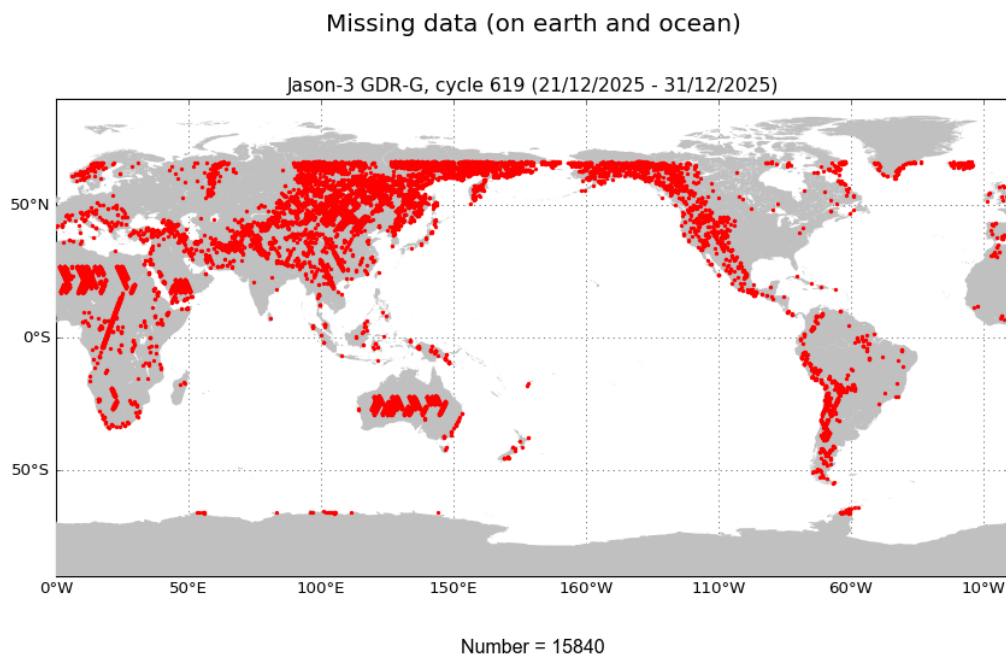 Missing data (on earth and ocean)
Jason-3 GDR-G, cycle 619 (21/12/2025 - 31/12/2025)
50°N
0°S
50°S
0°W 50°E 100°E 150°E 160°W 110°W 60°W 10°W
Number = 15840